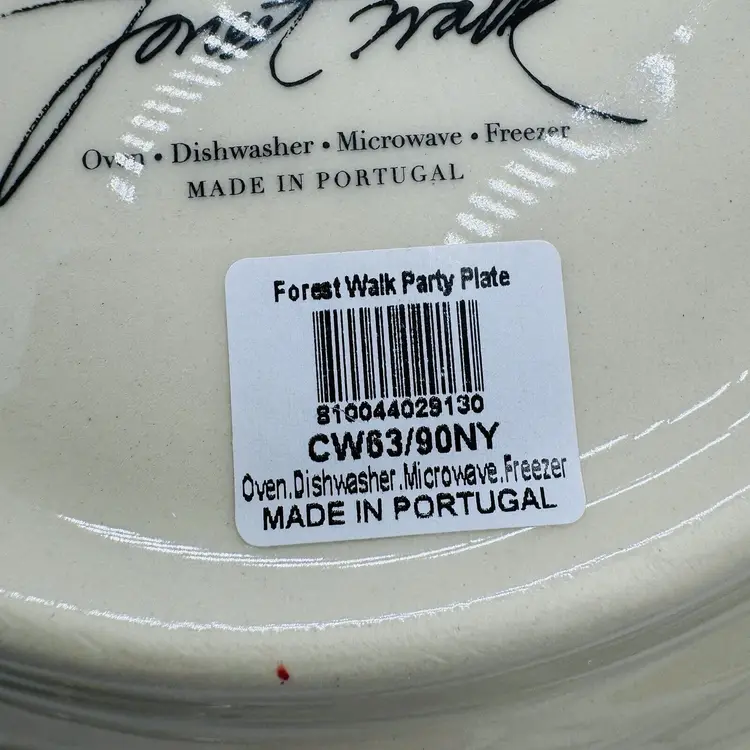 Forest Walk
Oven • Dishwasher • Microwave • Freezer
MADE IN PORTUGAL
Forest Walk Party Plate
810044029130
CW63/90NY
Oven.Dishwasher.Microwave.Freezer
MADE IN PORTUGAL